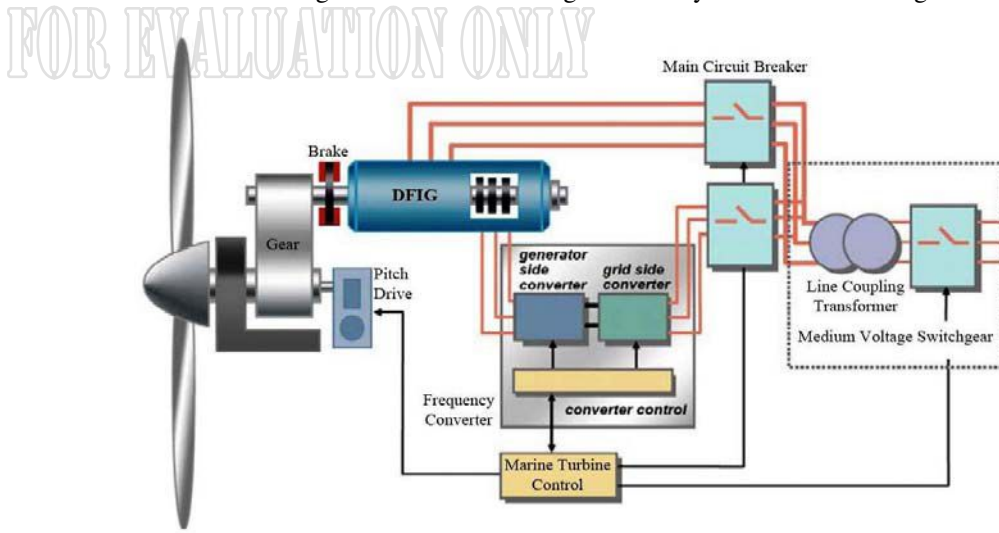 FOR EVALUATION ONLY
Main Circuit Breaker
Brake
DFIG
Gear
Pitch
Drive
generator
side
converter
grid side
converter
Line Coupling
Transformer
Medium Voltage Switchgear
Frequency
Converter
converter control
Marine Turbine
Control